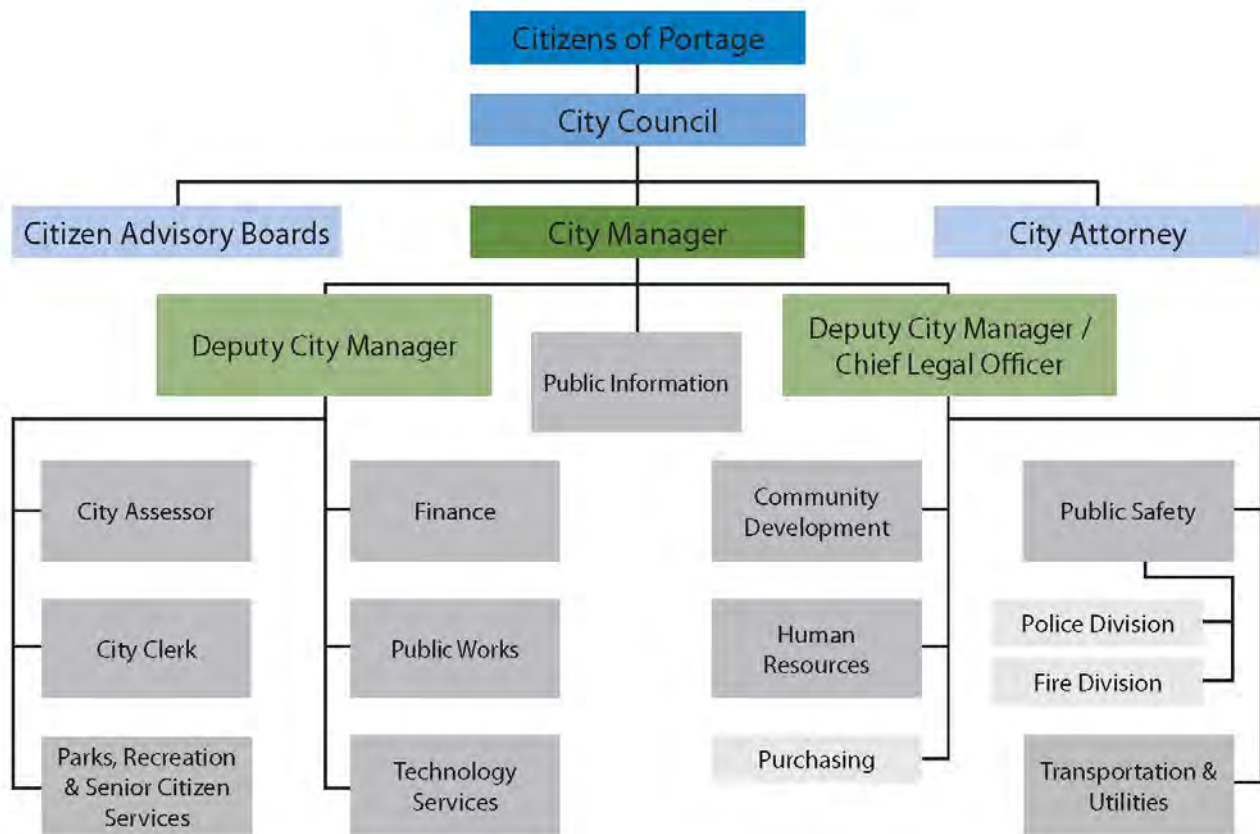 Citizens of Portage
City Council
Citizen Advisory Boards
City Manager
City Attorney
Deputy City Manager
Public Information
Deputy City Manager /
Chief Legal Officer
City Assessor
Finance
Community
Development
Public Safety
City Clerk
Public Works
Human
Resources
Police Division
Fire Division
Parks, Recreation
& Senior Citizen
Services
Technology
Services
Purchasing
Transportation &
Utilities